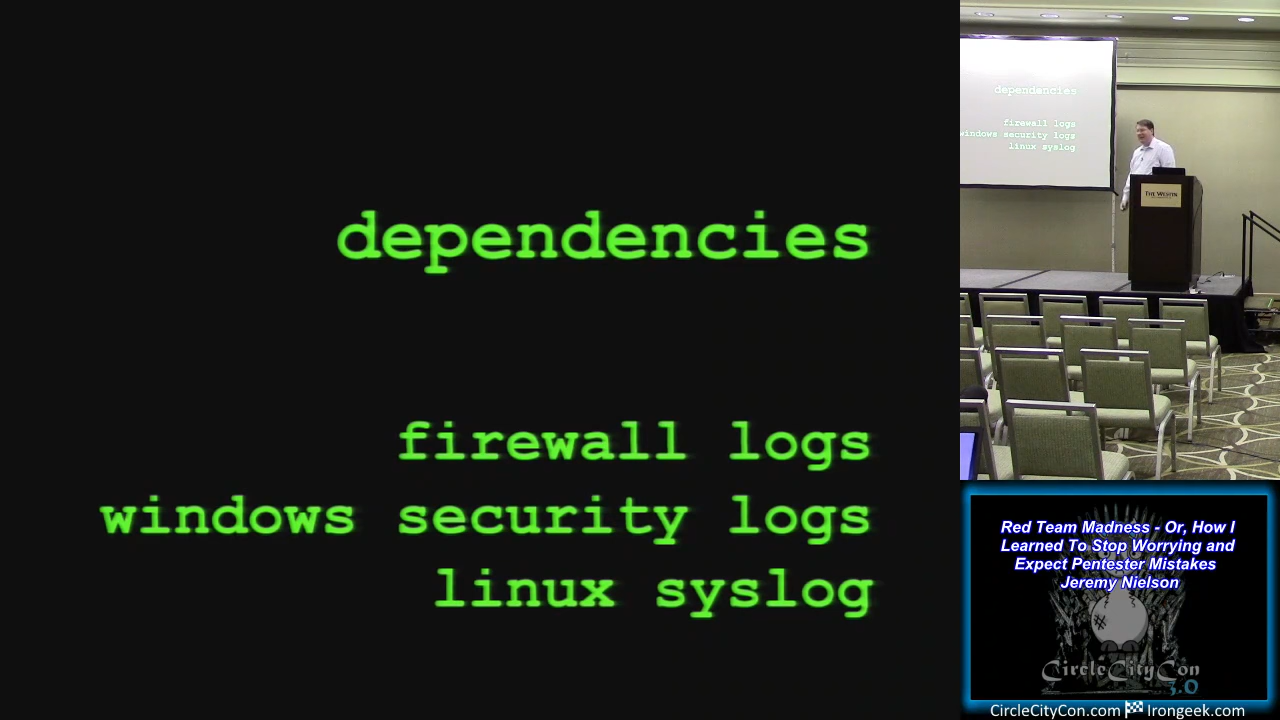 dependencies
firewall logs
windows security logs
linux syslog
dependencies
firewall logs
windows security logs
linux syslog
THE WESTIN
Red Team Madness - Or, How I
Learned To Stop Worrying and
Expect Pentester Mistakes
Jeremy Nielson
CircleCityCon
3.0
CircleCityCon.com Irongeek.com